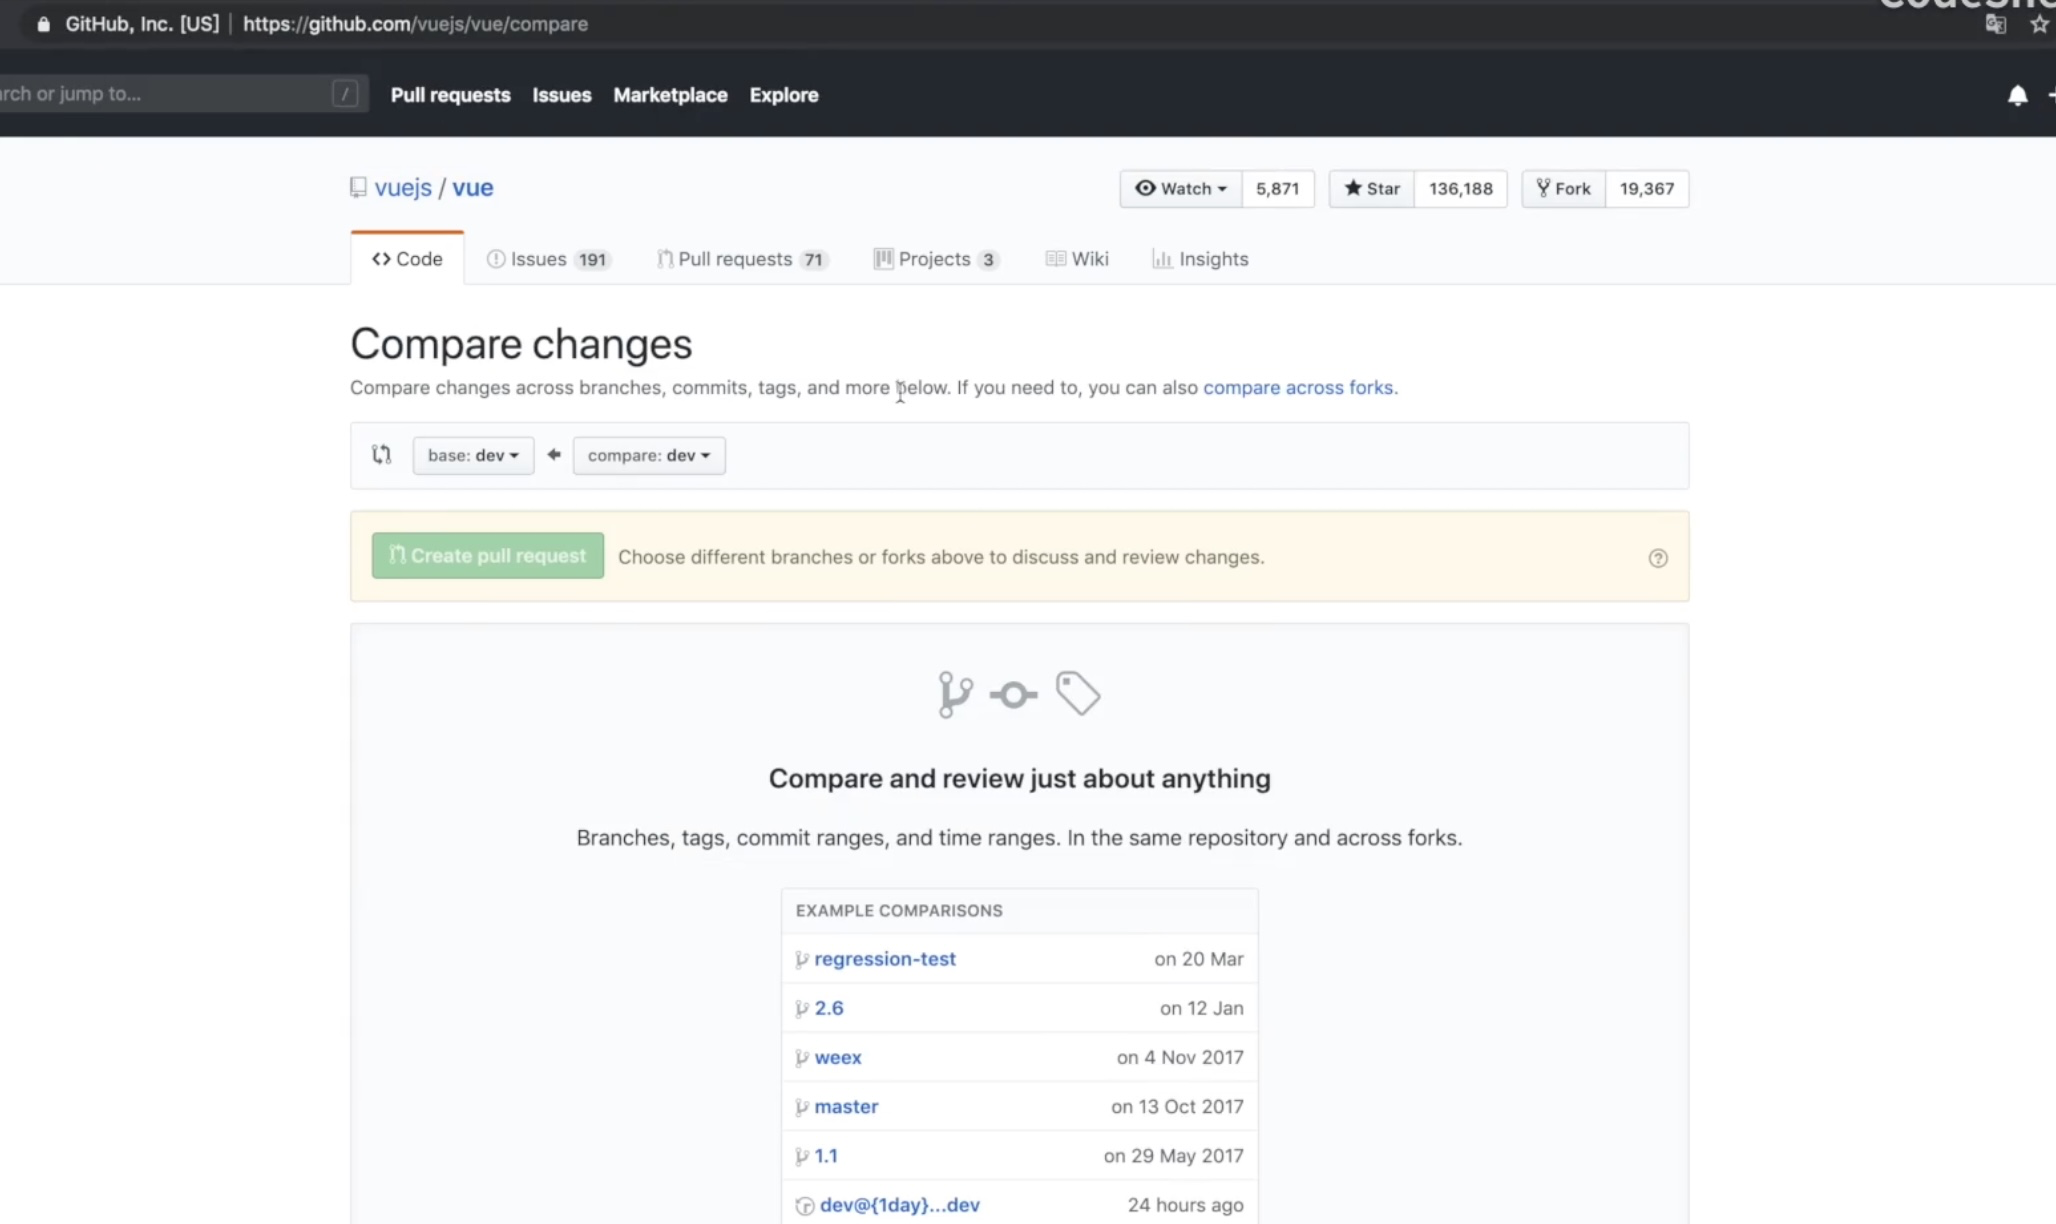 GitHub, Inc. [US] | https://github.com/vuejs/vue/compare
jump to... / Pull requests Issues Marketplace Explore
vuejs / vue Watch 5,871 Star 136,188 Fork 19,367
<> Code Issues 191 Pull requests 71 Projects 3 Wiki Insights
Compare changes
Compare changes across branches, commits, tags, and more below. If you need to, you can also compare across forks.
base: dev compare: dev
Create pull request Choose different branches or forks above to discuss and review changes.
Compare and review just about anything
Branches, tags, commit ranges, and time ranges. In the same repository and across forks.
EXAMPLE COMPARISONS
regression-test on 20 Mar
2.6 on 12 Jan
weex on 4 Nov 2017
master on 13 Oct 2017
1.1 on 29 May 2017
dev@{1day}...dev 24 hours ago